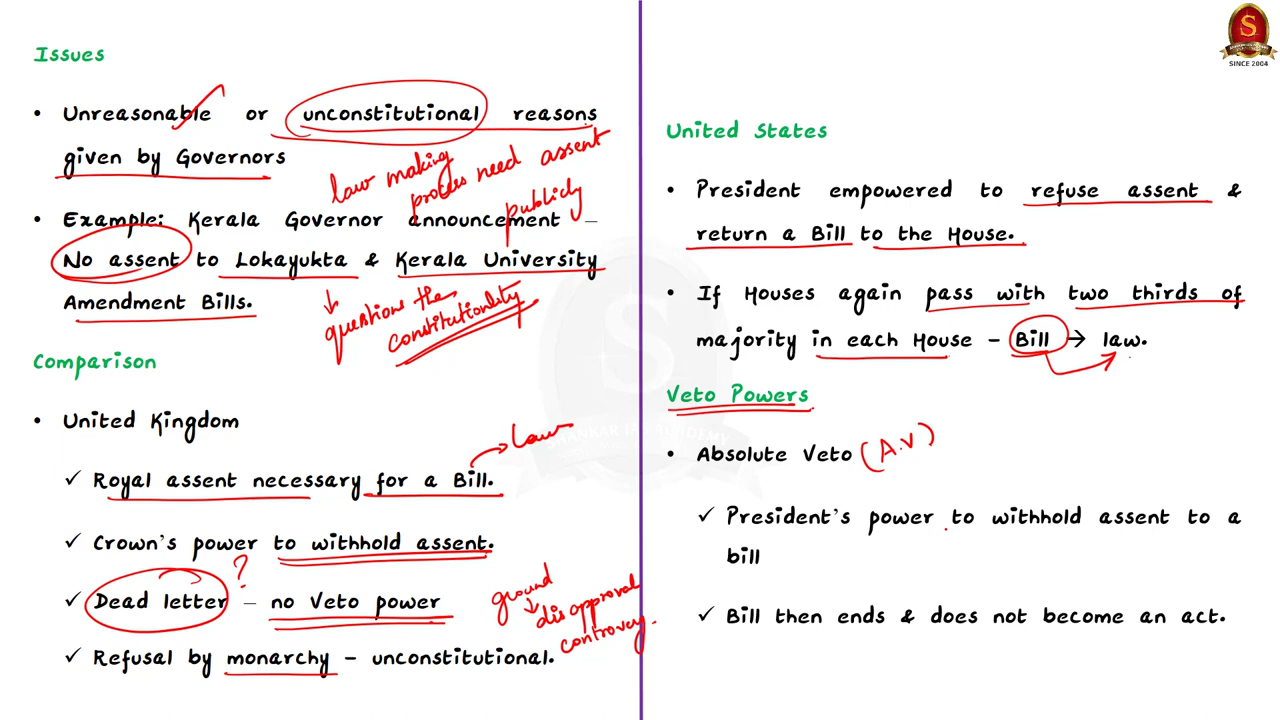 Issues
• Unreasonable or unconstitutional reasons
given by Governors
law making
process need assent
publicly
• Example: Kerala Governor announcement –
No assent to Lokayukta & Kerala University
Amendment Bills.
↓
questions the
constitutionality
Comparison
• United Kingdom
→ Law
✓ Royal assent necessary for a Bill.
✓ Crown's power to withhold assent.
?
✓ Dead letter – no Veto power
ground
↓ disapproval
controvey.
✓ Refusal by monarchy – unconstitutional.
S
SINCE 2004
United States
• President empowered to refuse assent &
return a Bill to the House.
• If Houses again pass with two thirds of
majority in each House – Bill → law.
Veto Powers
• Absolute Veto (A.V)
✓ President's power to withhold assent to a
bill
✓ Bill then ends & does not become an act.